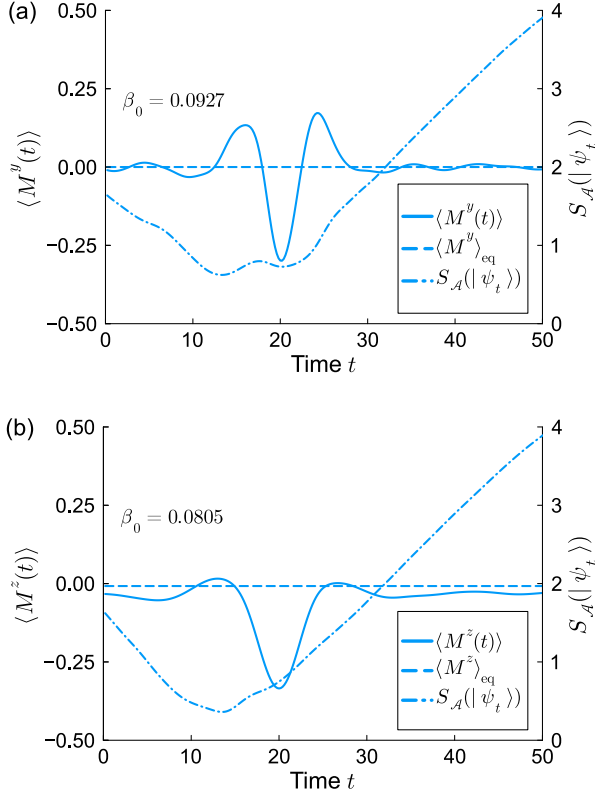 (a)
0.50
0.25
0.00
−0.25
−0.50
⟨M^y(t)⟩
β_0 = 0.0927
⟨M^y(t)⟩
⟨M^y⟩_eq
S_𝒜(|ψ_t⟩)
4
3
2
1
0
S_𝒜(|ψ_t⟩)
0 10 20 30 40 50
Time t
(b)
0.50
0.25
0.00
−0.25
−0.50
⟨M^z(t)⟩
β_0 = 0.0805
⟨M^z(t)⟩
⟨M^z⟩_eq
S_𝒜(|ψ_t⟩)
4
3
2
1
0
S_𝒜(|ψ_t⟩)
0 10 20 30 40 50
Time t